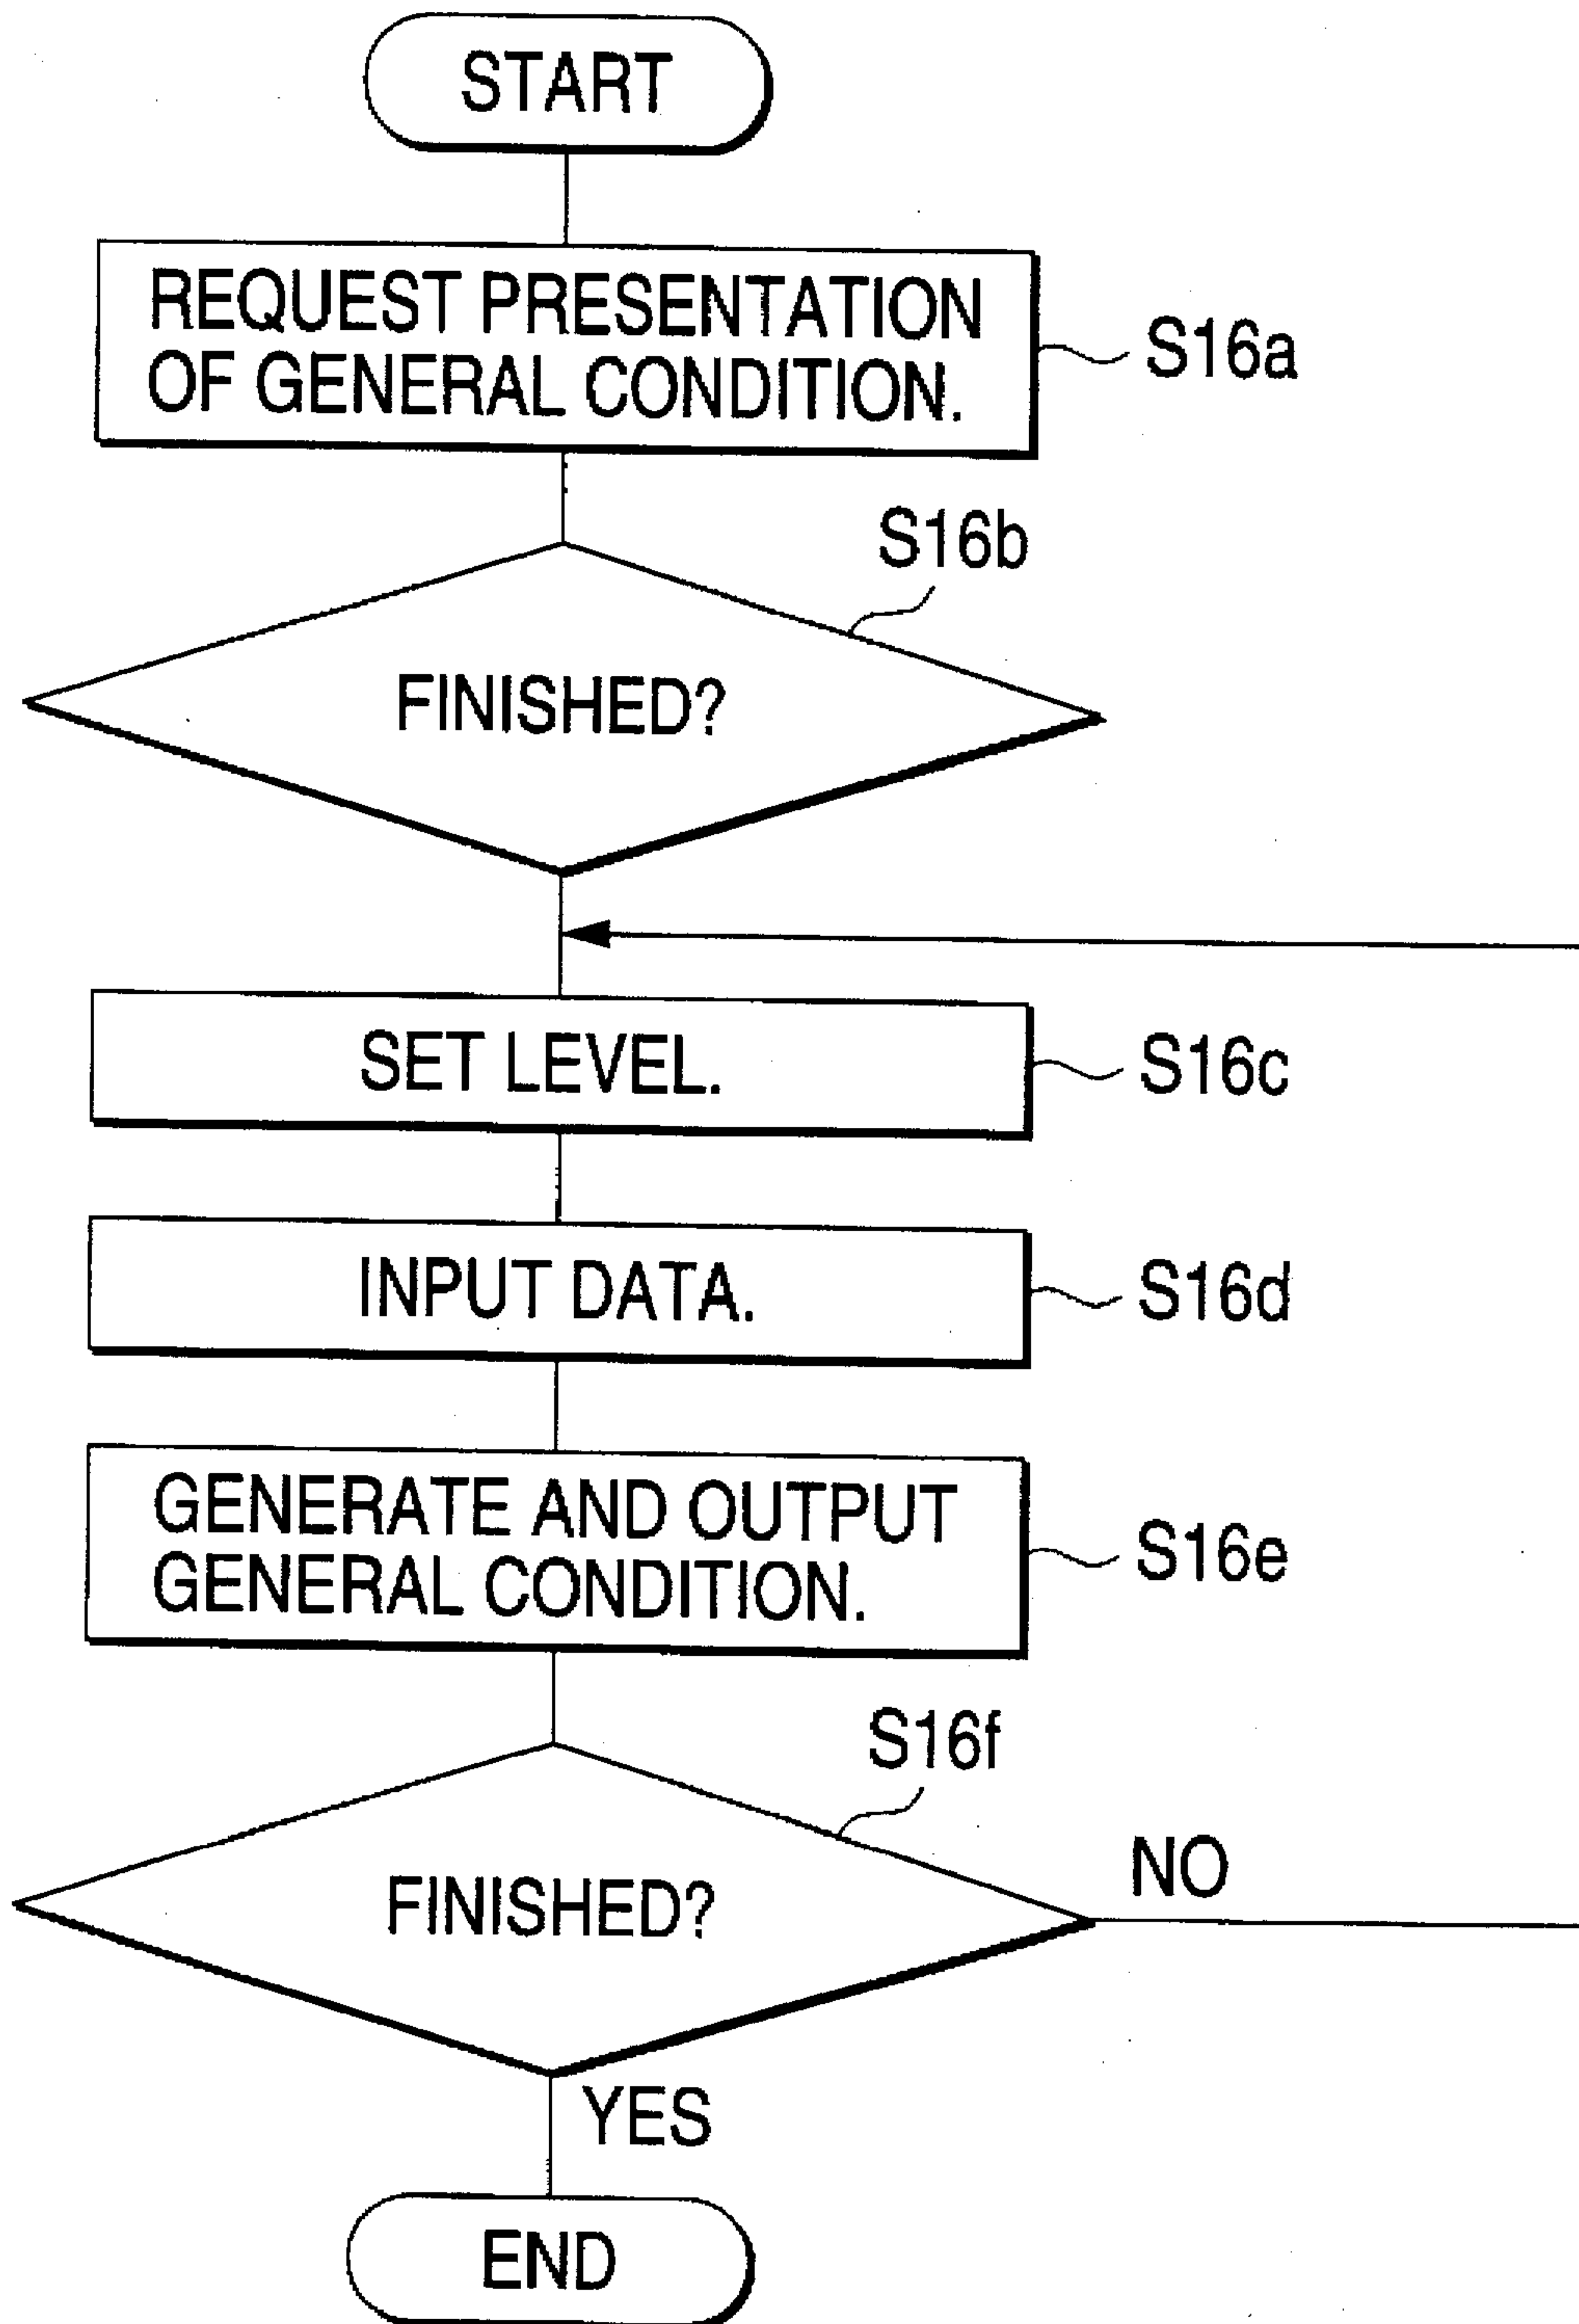 START
REQUEST PRESENTATION
OF GENERAL CONDITION.
S16a
S16b
FINISHED?
SET LEVEL.
S16c
INPUT DATA.
S16d
GENERATE AND OUTPUT
GENERAL CONDITION.
S16e
S16f
FINISHED?
NO
YES
END